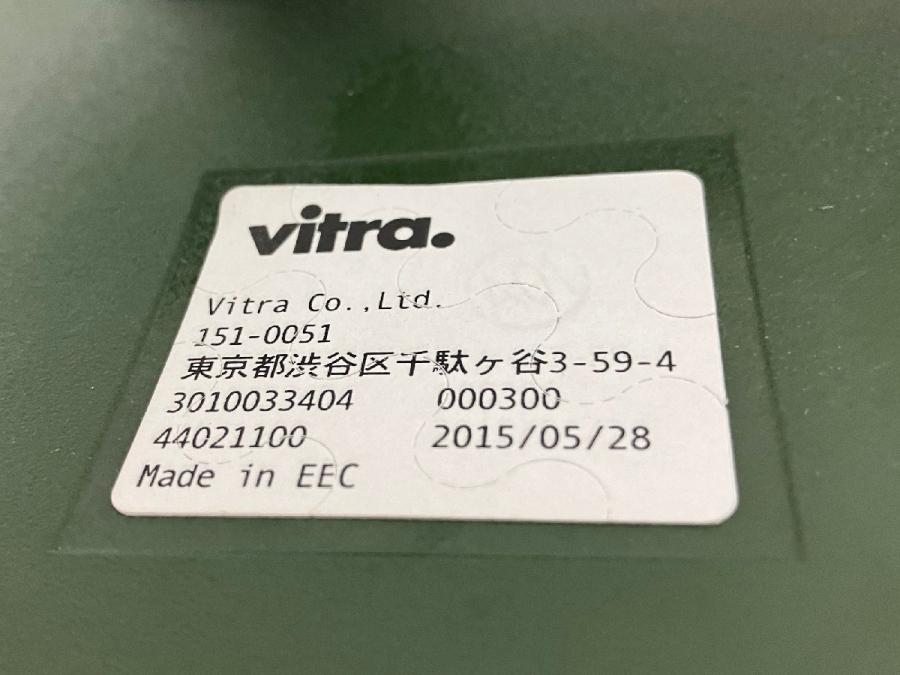 vitra.
Vitra Co.,Ltd.
151-0051
東京都渋谷区千駄ヶ谷3-59-4
3010033404 000300
44021100 2015/05/28
Made in EEC